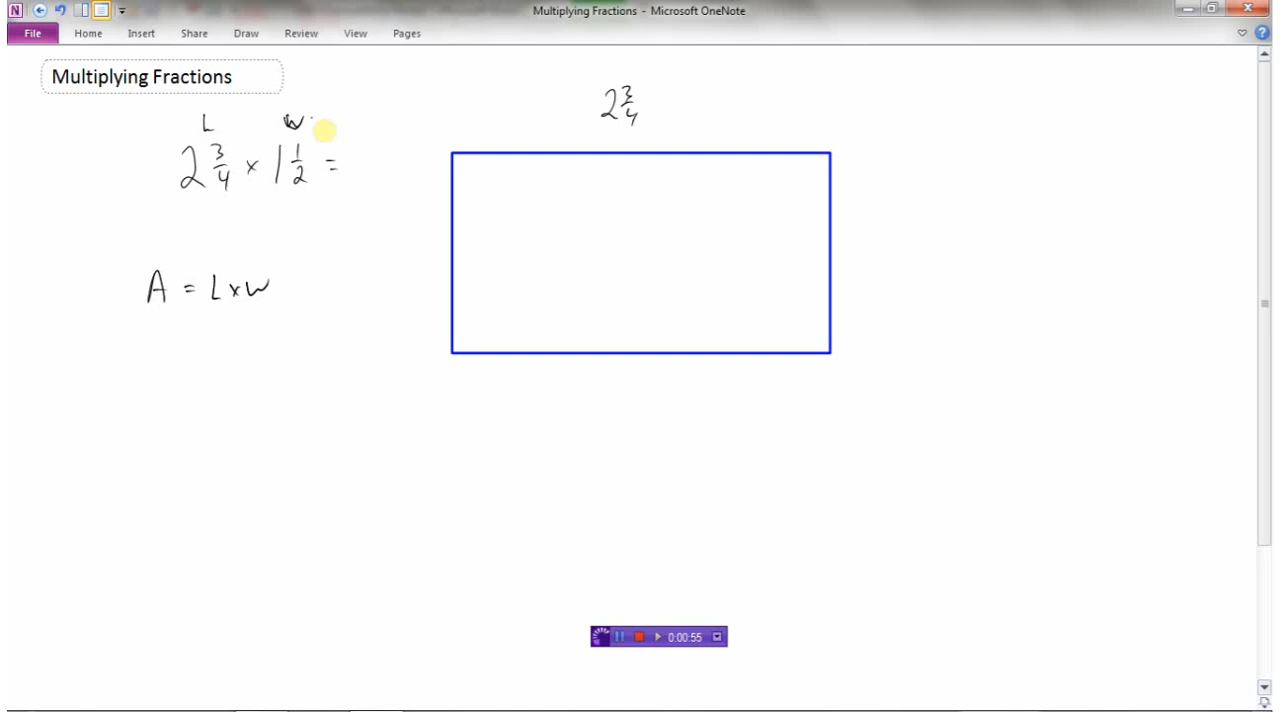 Multiplying Fractions - Microsoft OneNote
File Home Insert Share Draw Review View Pages
Multiplying Fractions
2 3/4
L W
2 3/4 × 1 1/2 =
A = L×W
0:00:55